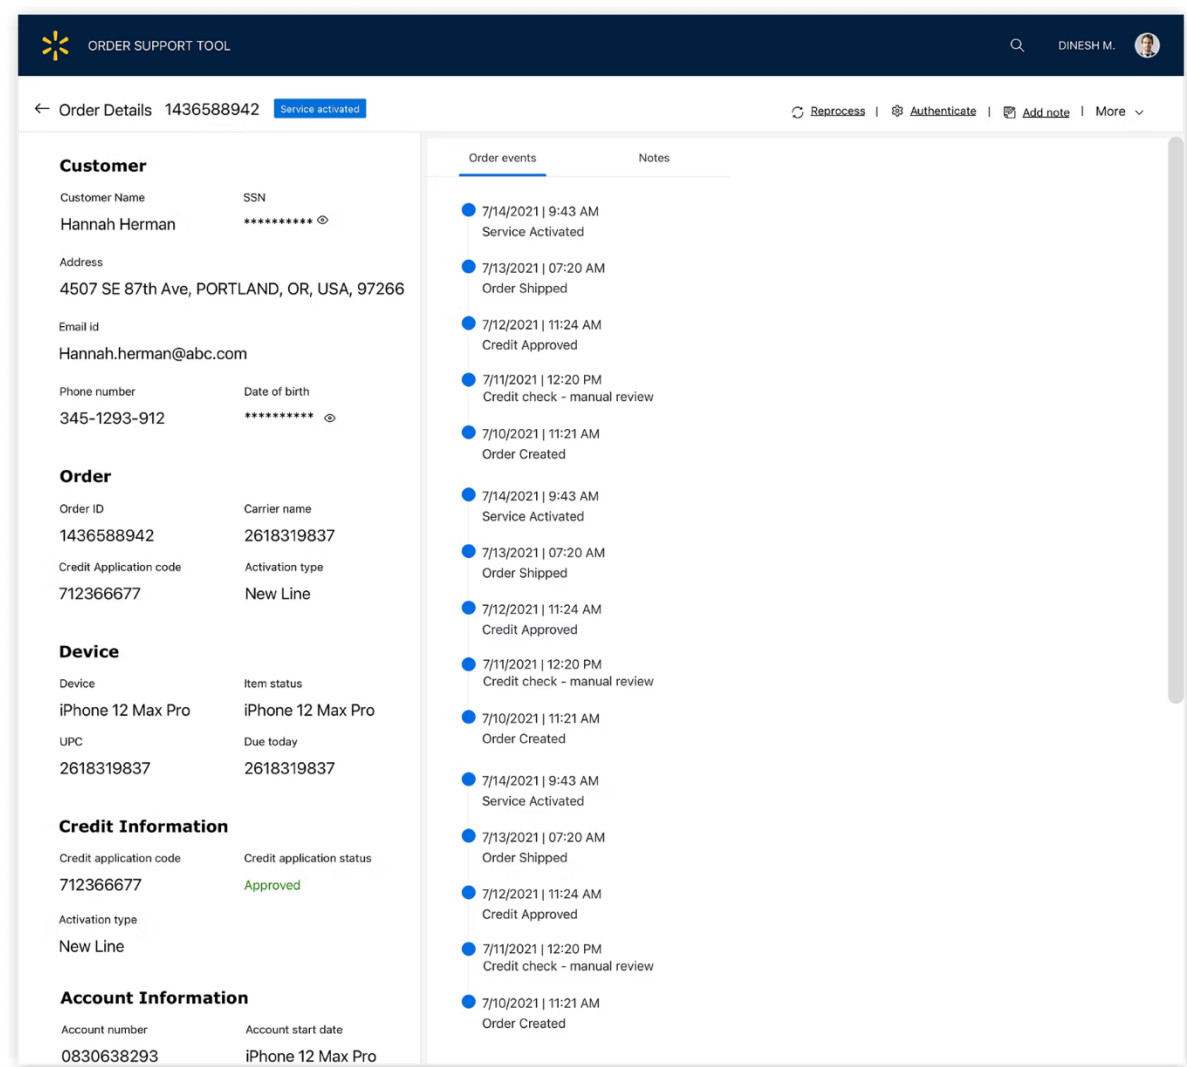 ORDER SUPPORT TOOL
DINESH M.
Order Details 1436588942 Service activated
Reprocess | Authenticate | Add note | More
Customer
Customer Name SSN
Hannah Herman **********
Address
4507 SE 87th Ave, PORTLAND, OR, USA, 97266
Email id
Hannah.herman@abc.com
Phone number Date of birth
345-1293-912 **********
Order
Order ID Carrier name
1436588942 2618319837
Credit Application code Activation type
712366677 New Line
Device
Device Item status
iPhone 12 Max Pro iPhone 12 Max Pro
UPC Due today
2618319837 2618319837
Credit Information
Credit application code Credit application status
712366677 Approved
Activation type
New Line
Account Information
Account number Account start date
0830638293 iPhone 12 Max Pro
Order events Notes
7/14/2021 | 9:43 AM
Service Activated
7/13/2021 | 07:20 AM
Order Shipped
7/12/2021 | 11:24 AM
Credit Approved
7/11/2021 | 12:20 PM
Credit check - manual review
7/10/2021 | 11:21 AM
Order Created
7/14/2021 | 9:43 AM
Service Activated
7/13/2021 | 07:20 AM
Order Shipped
7/12/2021 | 11:24 AM
Credit Approved
7/11/2021 | 12:20 PM
Credit check - manual review
7/10/2021 | 11:21 AM
Order Created
7/14/2021 | 9:43 AM
Service Activated
7/13/2021 | 07:20 AM
Order Shipped
7/12/2021 | 11:24 AM
Credit Approved
7/11/2021 | 12:20 PM
Credit check - manual review
7/10/2021 | 11:21 AM
Order Created